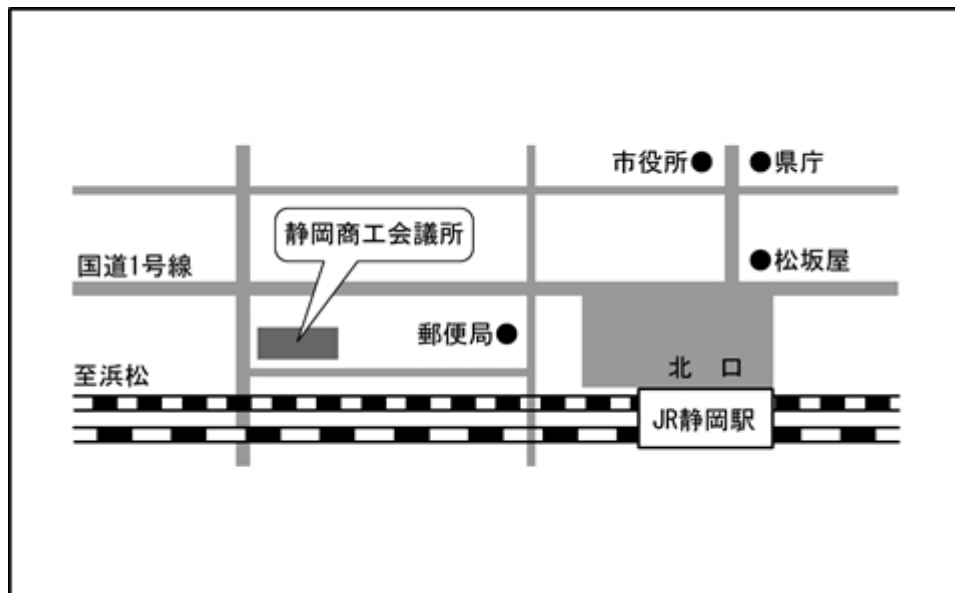 市役所
県庁
静岡商工会議所
国道1号線
松坂屋
郵便局
至浜松
北 口
JR静岡駅